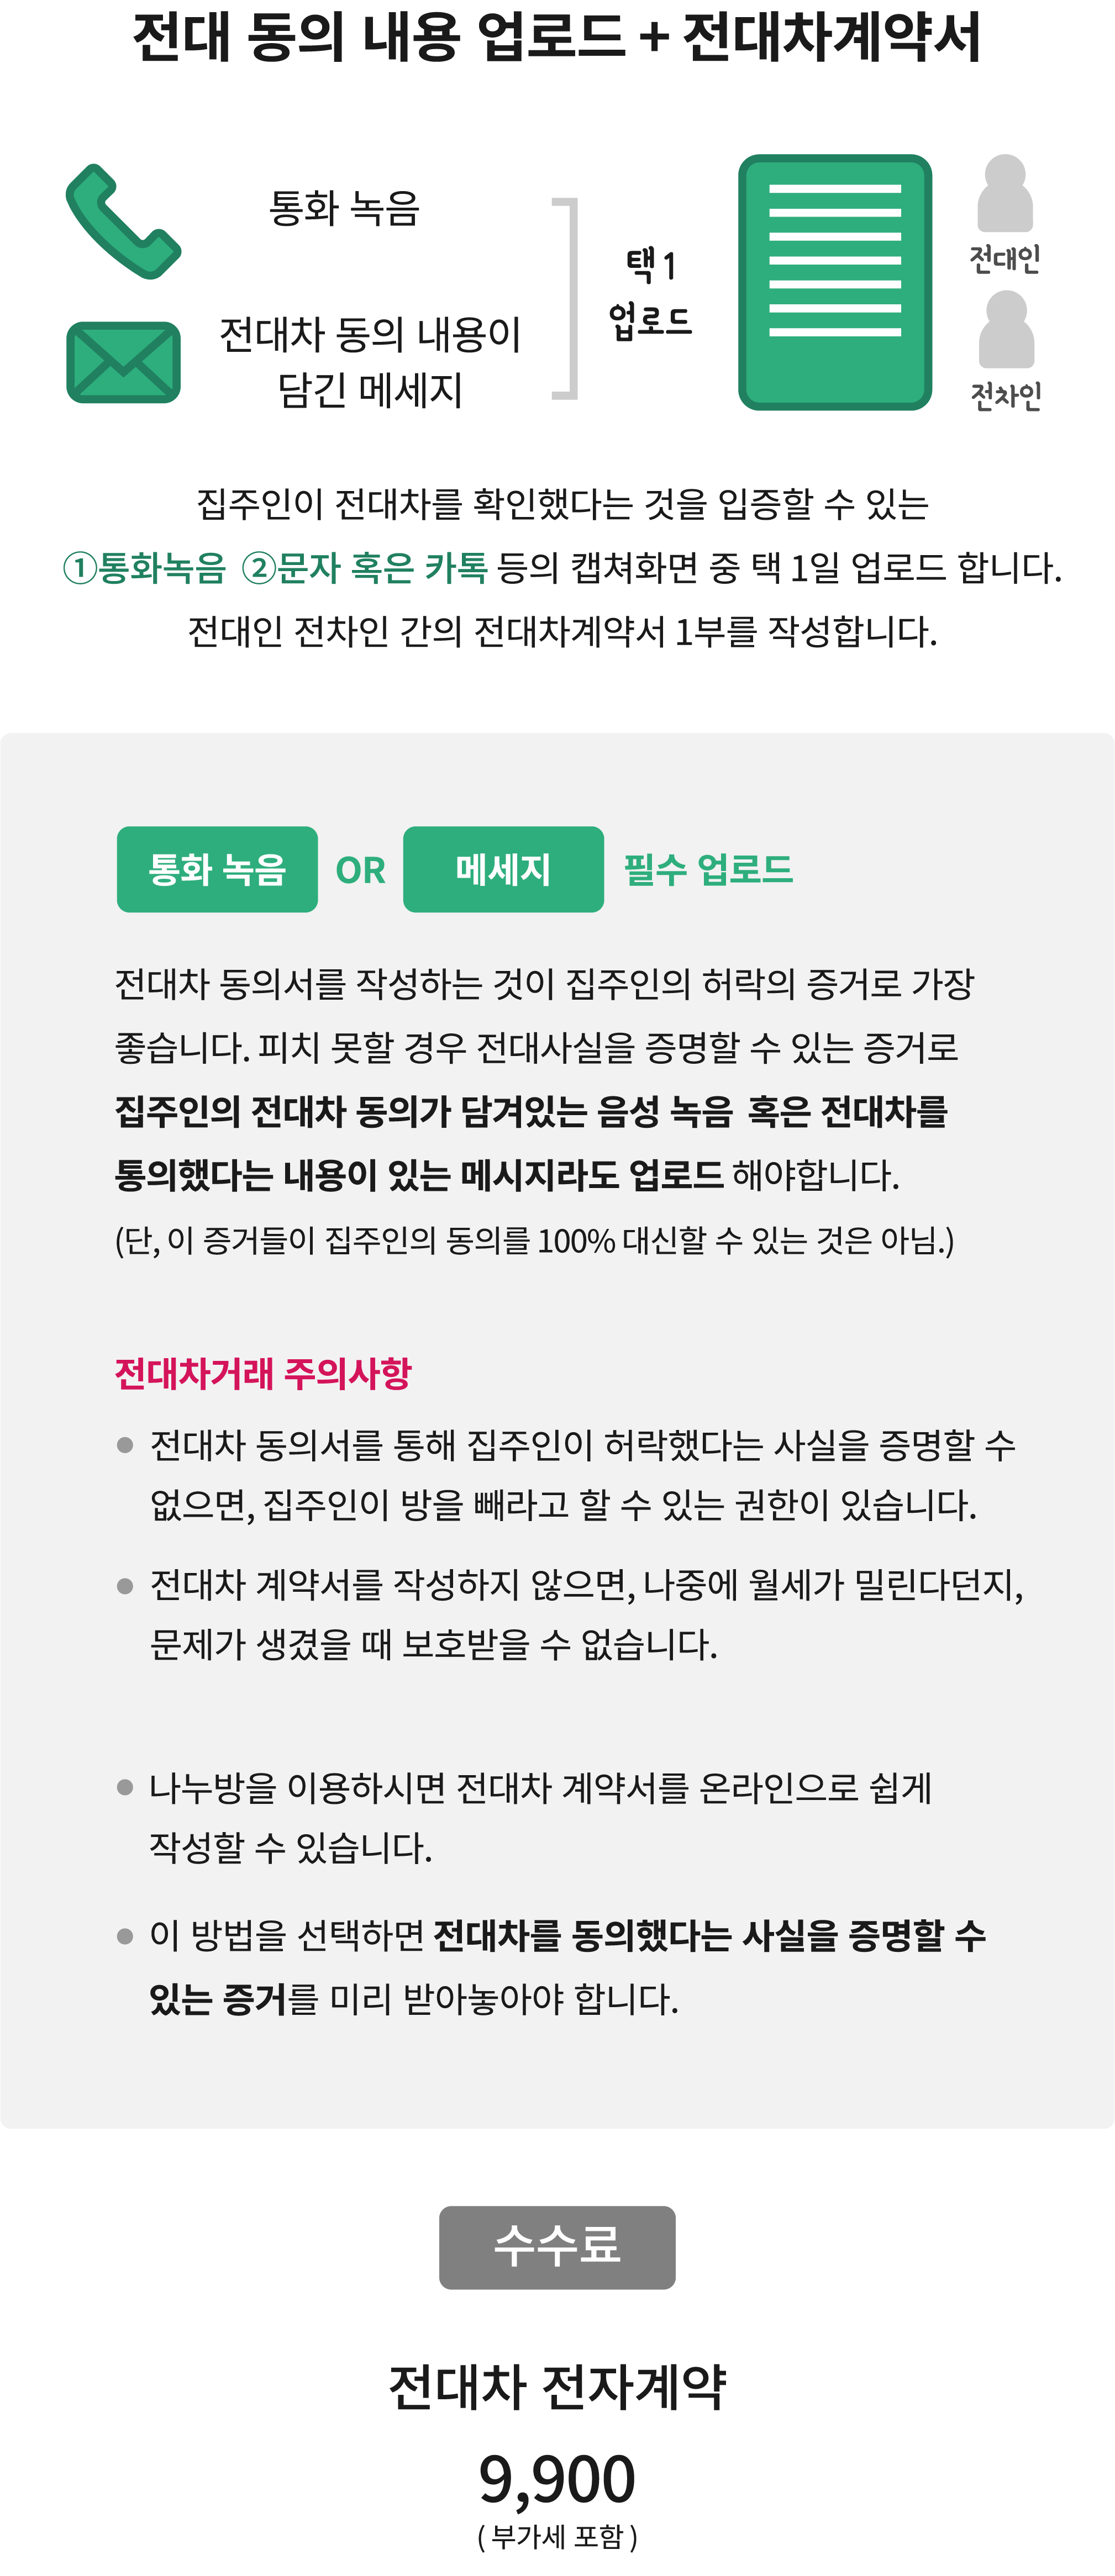 전대 동의 내용 업로드 + 전대차계약서
통화 녹음
전대차 동의 내용이
담긴 메세지
택 1
업로드
전대인
전차인
집주인이 전대차를 확인했다는 것을 입증할 수 있는
①통화녹음 ②문자 혹은 카톡 등의 캡쳐화면 중 택 1일 업로드 합니다.
전대인 전차인 간의 전대차계약서 1부를 작성합니다.
통화 녹음 OR 메세지 필수 업로드
전대차 동의서를 작성하는 것이 집주인의 허락의 증거로 가장
좋습니다. 피치 못할 경우 전대사실을 증명할 수 있는 증거로
집주인의 전대차 동의가 담겨있는 음성 녹음 혹은 전대차를
통의했다는 내용이 있는 메시지라도 업로드 해야합니다.
(단, 이 증거들이 집주인의 동의를 100% 대신할 수 있는 것은 아님.)
전대차거래 주의사항
전대차 동의서를 통해 집주인이 허락했다는 사실을 증명할 수
없으면, 집주인이 방을 빼라고 할 수 있는 권한이 있습니다.
전대차 계약서를 작성하지 않으면, 나중에 월세가 밀린다던지,
문제가 생겼을 때 보호받을 수 없습니다.
나누방을 이용하시면 전대차 계약서를 온라인으로 쉽게
작성할 수 있습니다.
이 방법을 선택하면 전대차를 동의했다는 사실을 증명할 수
있는 증거를 미리 받아놓아야 합니다.
수수료
전대차 전자계약
9,900
( 부가세 포함 )